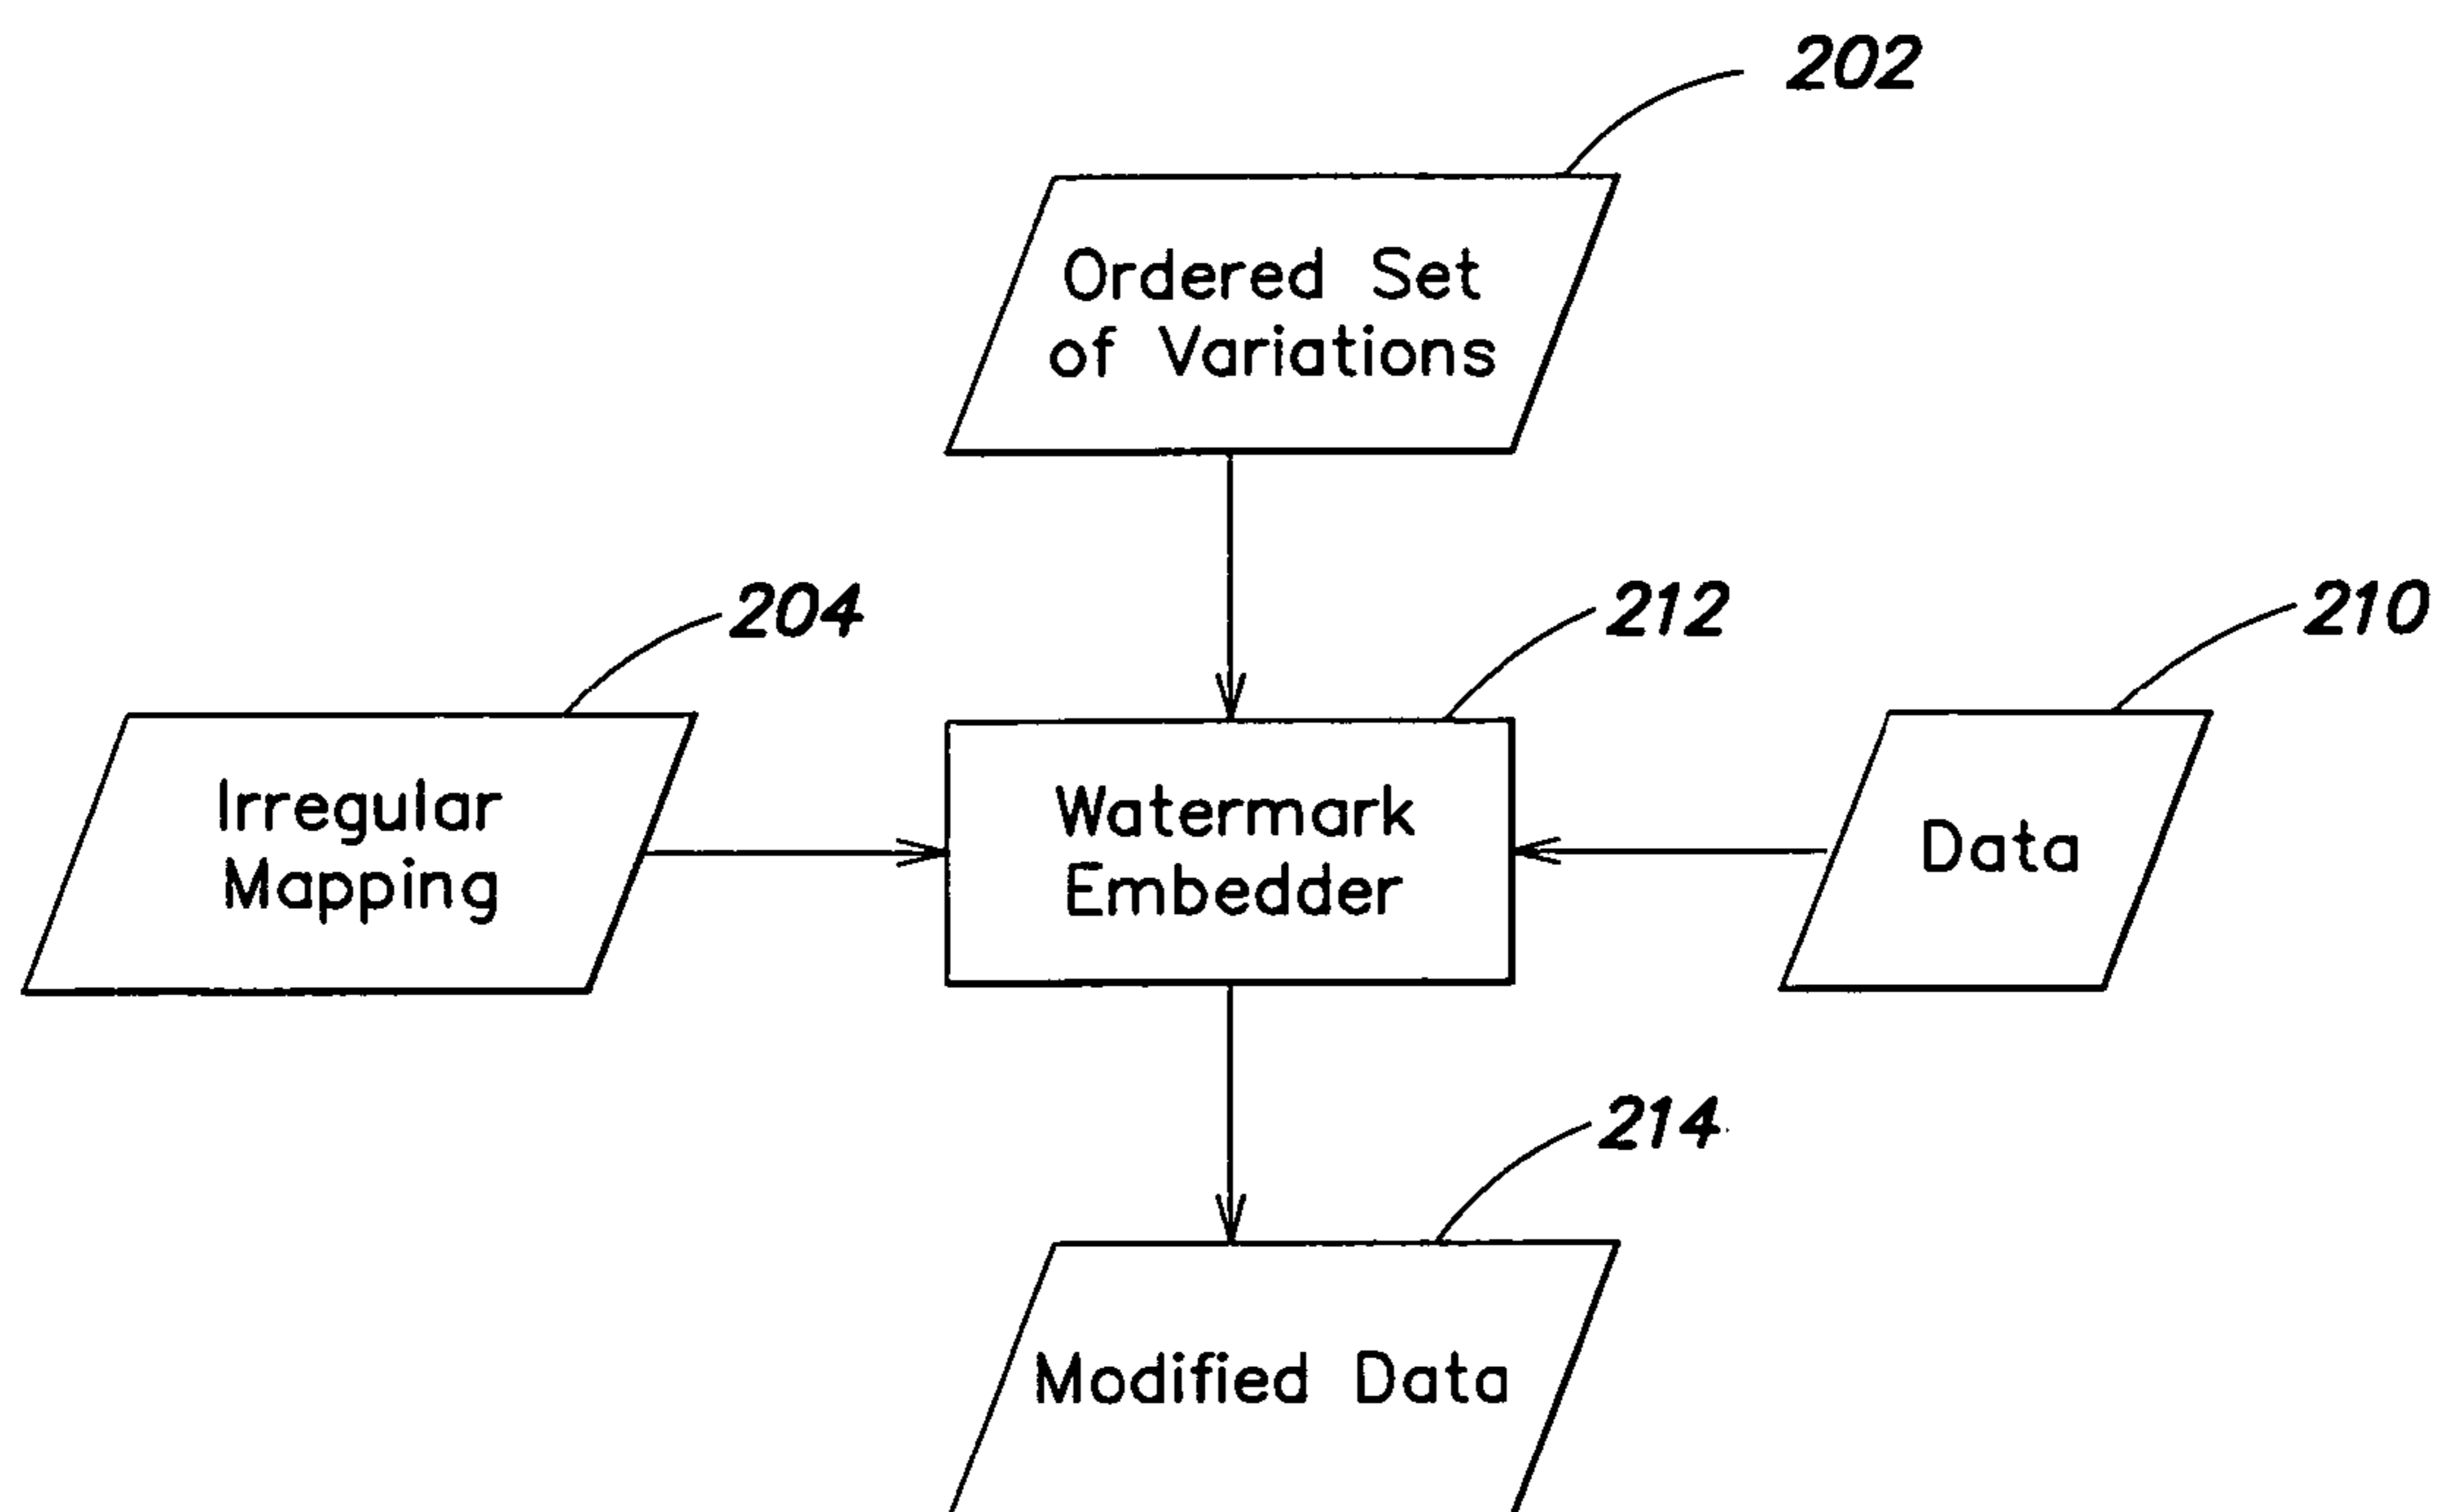 202
Ordered Set
of Variations
204
212
210
Irregular
Mapping
Watermark
Embedder
Data
214
Modified Data